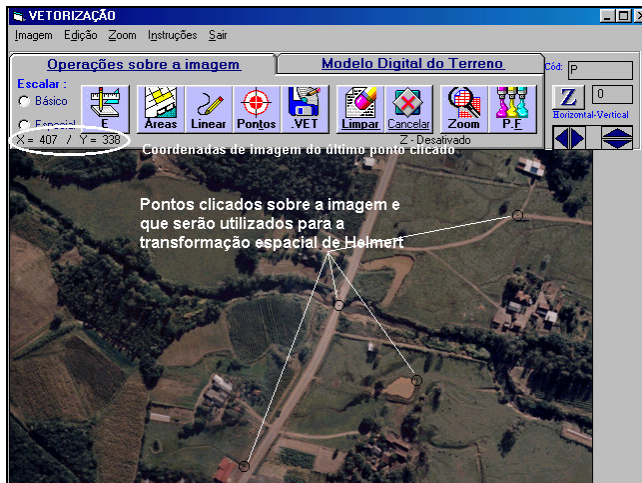 VETORIZAÇÃO
Imagem Edição Zoom Instruções Sair
Operações sobre a imagem
Modelo Digital do Terreno
Cód: P
Escalar :
Básico
Especial
E
Áreas
Linear
Pontos
.VET
Limpar
Cancelar
Zoom
P.F
Z
0
Horizontal-Vertical
X = 407 / Y = 338
Z - Desativado
Coordenadas de imagem do último ponto clicado
Pontos clicados sobre a imagem e
que serão utilizados para a
transformação espacial de Helmert